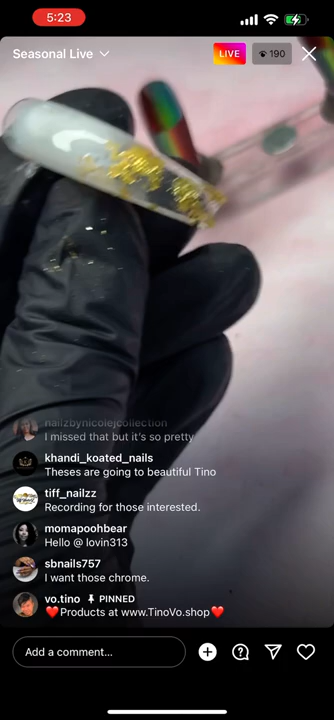 5:23
Seasonal Live
LIVE
190
nailzbynicolejcollection
I missed that but it's so pretty
khandi_koated_nails
Theses are going to beautiful Tino
tiff_nailzz
Recording for those interested.
momapoohbear
Hello @ lovin313
sbnails757
I want those chrome.
vo.tino PINNED
❤️Products at www.TinoVo.shop❤️
Add a comment...